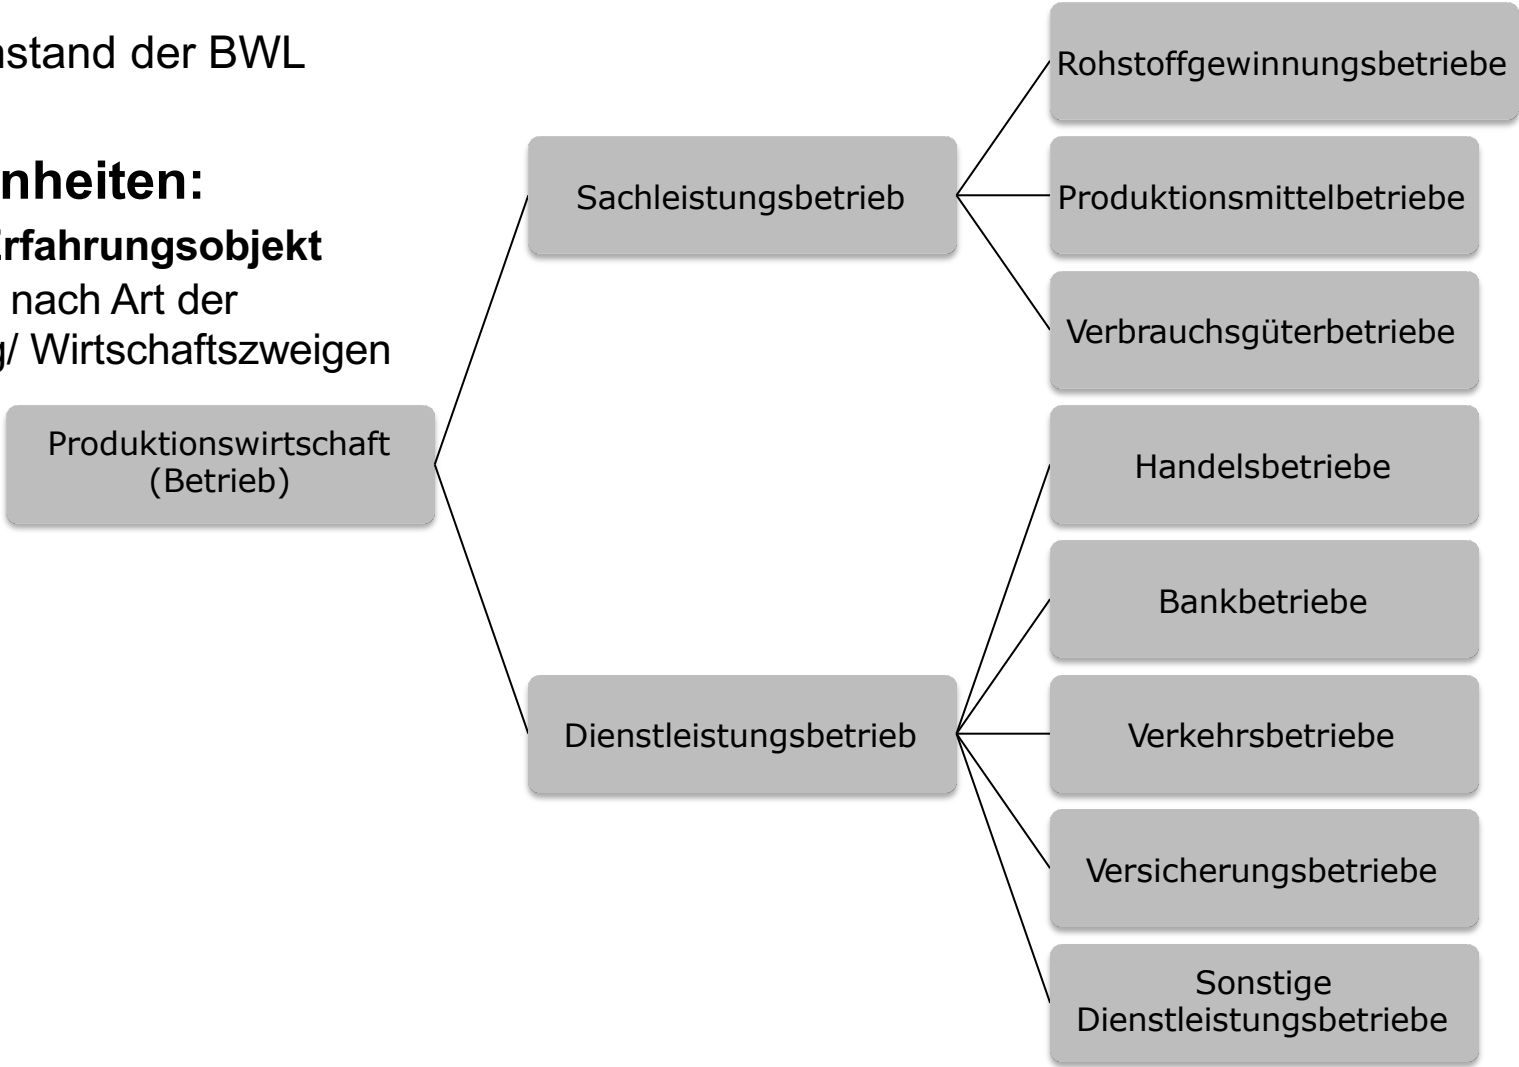 nstand der BWL
nheiten:
Erfahrungsobjekt
nach Art der
g/ Wirtschaftszweigen
Produktionswirtschaft
(Betrieb)
Sachleistungsbetrieb
Dienstleistungsbetrieb
Rohstoffgewinnungsbetriebe
Produktionsmittelbetriebe
Verbrauchsgüterbetriebe
Handelsbetriebe
Bankbetriebe
Verkehrsbetriebe
Versicherungsbetriebe
Sonstige
Dienstleistungsbetriebe